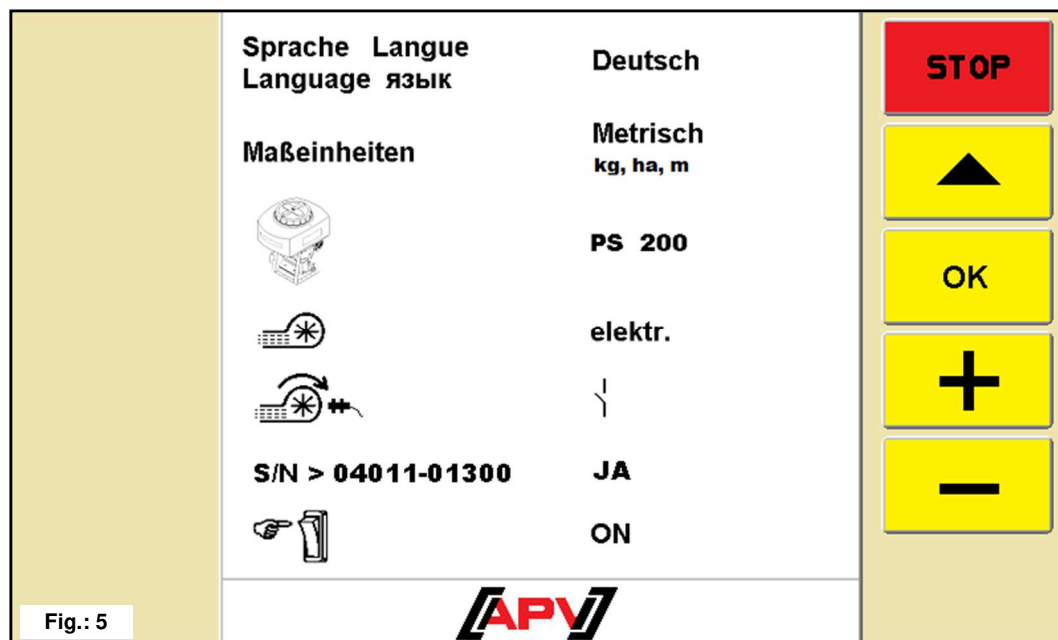 Sprache Langue
Language язык
Deutsch
Maßeinheiten
Metrisch
kg, ha, m
PS 200
elektr.
S/N > 04011-01300
JA
ON
STOP
OK
APV
Fig.: 5